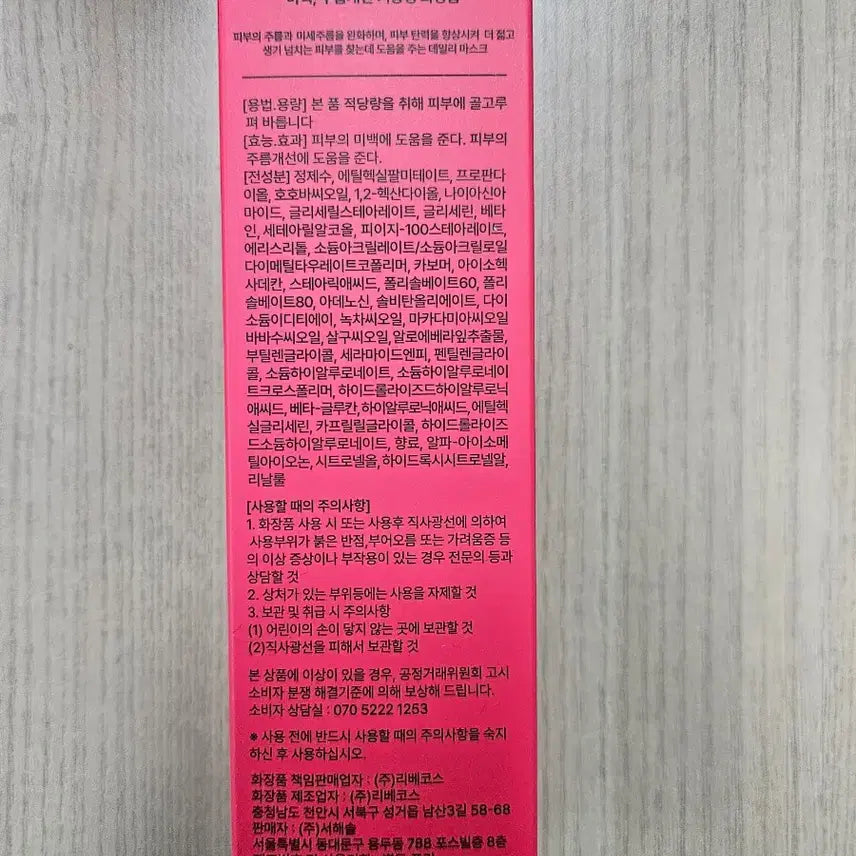 피부의 주름과 미세주름을 완화하며, 피부 탄력을 향상시켜 더 젊고
생기 넘치는 피부를 찾는데 도움을 주는 데일리 마스크
[용법.용량] 본 품 적당량을 취해 피부에 골고루
펴 바릅니다
[효능.효과] 피부의 미백에 도움을 준다. 피부의
주름개선에 도움을 준다.
[전성분] 정제수, 에틸헥실팔미테이트, 프로판다
이올, 호호바씨오일, 1,2-헥산다이올, 나이아신아
마이드, 글리세릴스테아레이트, 글리세린, 베타
인, 세테아릴알코올, 피이지-100스테아레이트,
에리스리톨, 소듐아크릴레이트/소듐아크릴로일
다이메틸타우레이트코폴리머, 카보머, 아이소헥
사데칸, 스테아릭애씨드, 폴리솔베이트60, 폴리
솔베이트80, 아데노신, 솔비탄올리에이트, 다이
소듐이디티에이, 녹차씨오일, 마카다미아씨오일
바바수씨오일, 살구씨오일, 알로에베라잎추출물,
부틸렌글라이콜, 세라마이드엔피, 펜틸렌글라이
콜, 소듐하이알루로네이트, 소듐하이알루로네이
트크로스폴리머, 하이드롤라이즈드하이알루로닉
애씨드, 베타-글루칸, 하이알루로닉애씨드, 에틸헥
실글리세린, 카프릴릴글라이콜, 하이드롤라이즈
드소듐하이알루로네이트, 향료, 알파-아이소메
틸아이오논, 시트로넬올, 하이드록시시트로넬알,
리날룰
[사용할 때의 주의사항]
1. 화장품 사용 시 또는 사용후 직사광선에 의하여
사용부위가 붉은 반점,부어오름 또는 가려움증 등
의 이상 증상이나 부작용이 있는 경우 전문의 등과
상담할 것
2. 상처가 있는 부위등에는 사용을 자제할 것
3. 보관 및 취급 시 주의사항
(1) 어린이의 손이 닿지 않는 곳에 보관할 것
(2)직사광선을 피해서 보관할 것
본 상품에 이상이 있을 경우, 공정거래위원회 고시
소비자 분쟁 해결기준에 의해 보상해 드립니다.
소비자 상담실 : 070 5222 1253
※ 사용 전에 반드시 사용할 때의 주의사항을 숙지
하신 후 사용하십시오.
화장품 책임판매업자 : (주)리베코스
화장품 제조업자 : (주)리베코스
충청남도 천안시 서북구 성거읍 남산3길 58-68
판매자 : (주)서해솔
서울특별시 동대문구 용두동 788 포스빌층 8층